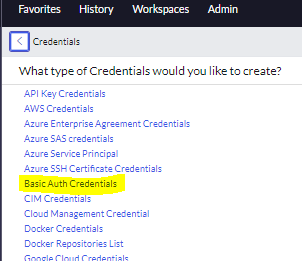 Favorites History Workspaces Admin
Credentials
What type of Credentials would you like to create?
API Key Credentials
AWS Credentials
Azure Enterprise Agreement Credentials
Azure SAS credentials
Azure Service Principal
Azure SSH Certificate Credentials
Basic Auth Credentials
CIM Credentials
Cloud Management Credential
Docker Credentials
Docker Repositories List
Google Cloud Credentials